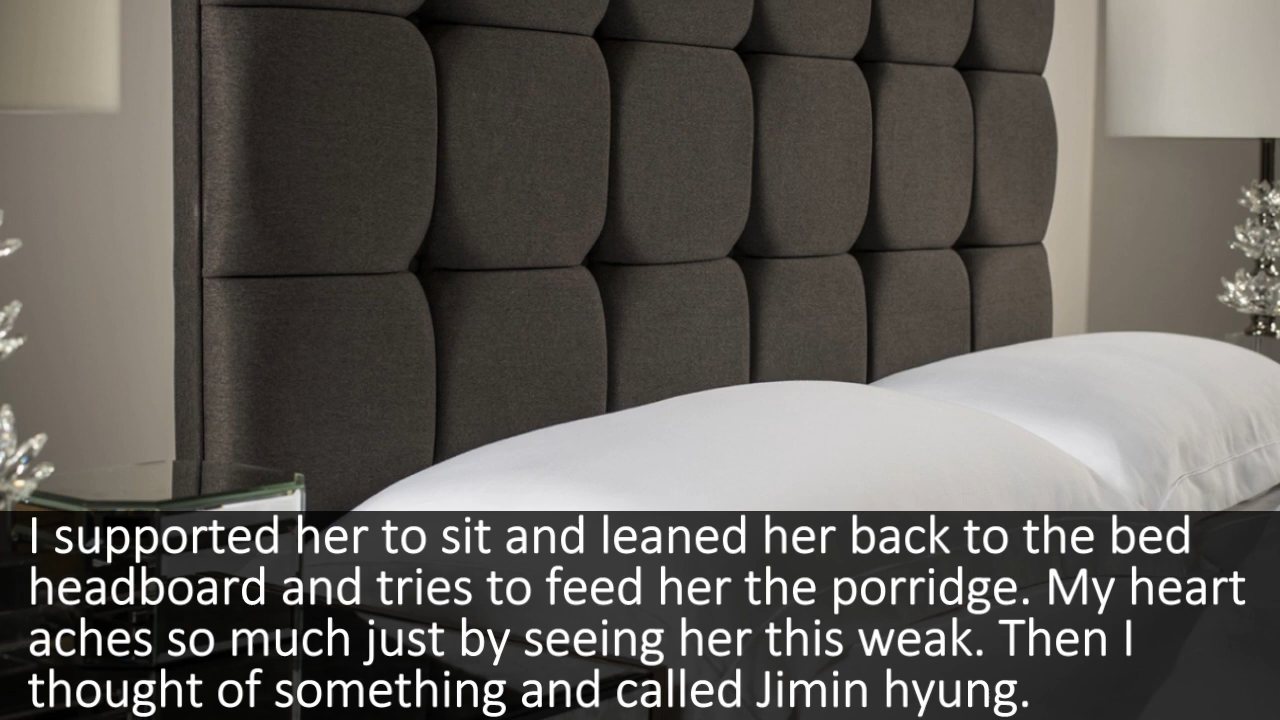 I supported her to sit and leaned her back to the bed
headboard and tries to feed her the porridge. My heart
aches so much just by seeing her this weak. Then I
thought of something and called Jimin hyung.